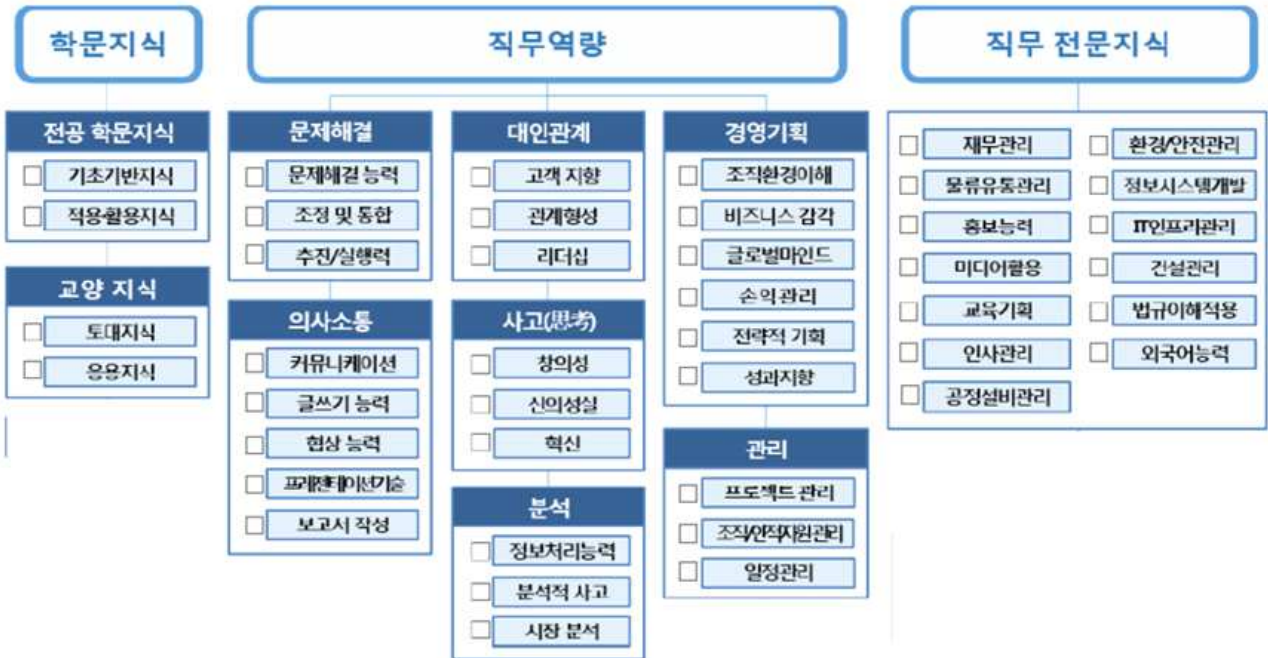 학문지식
전공 학문지식
기초기반지식
적용활용지식
교양 지식
토대지식
응용지식
직무역량
문제해결
문제해결 능력
조정 및 통합
추진/실행력
의사소통
커뮤니케이션
글쓰기 능력
협상 능력
프레젠테이션기술
보고서 작성
대인관계
고객 지향
관계형성
리더십
사고(思考)
창의성
신의성실
혁신
분석
정보처리능력
분석적 사고
시장 분석
경영기획
조직환경이해
비즈니스 감각
글로벌마인드
손익관리
전략적 기획
성과지향
관리
프로젝트 관리
조직/인적자원관리
일정관리
직무 전문지식
재무관리
물류유통관리
홍보능력
미디어활용
교육기획
인사관리
공정설비관리
환경/안전관리
정보시스템개발
IT인프라관리
건설관리
법규이해적용
외국어능력